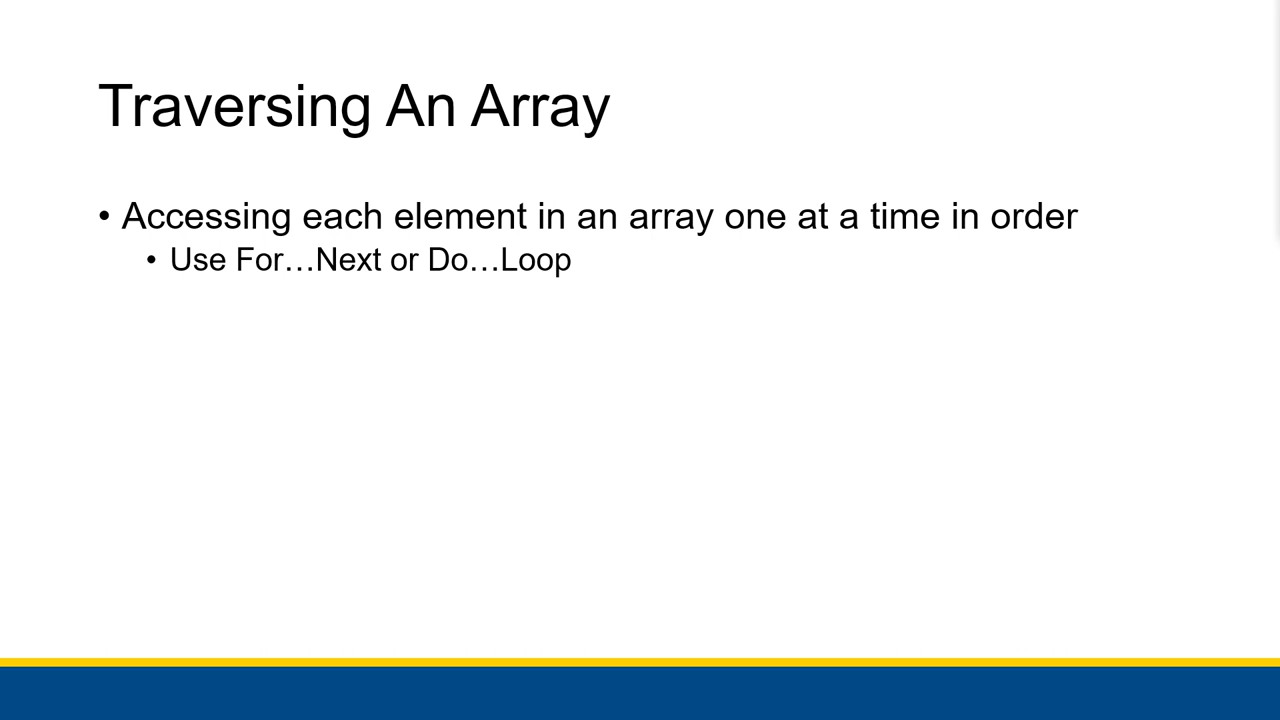 Traversing An Array
• Accessing each element in an array one at a time in order
• Use For…Next or Do…Loop